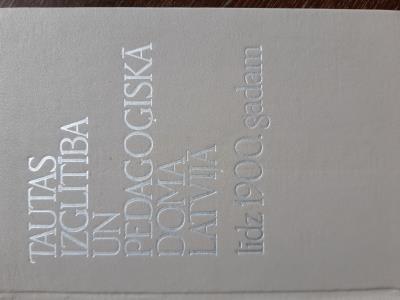 TAUTAS
IZGLĪTĪBA
UN
PEDAGOĢISKĀ
DOMA
LATVIJĀ
līdz 1900. gadam